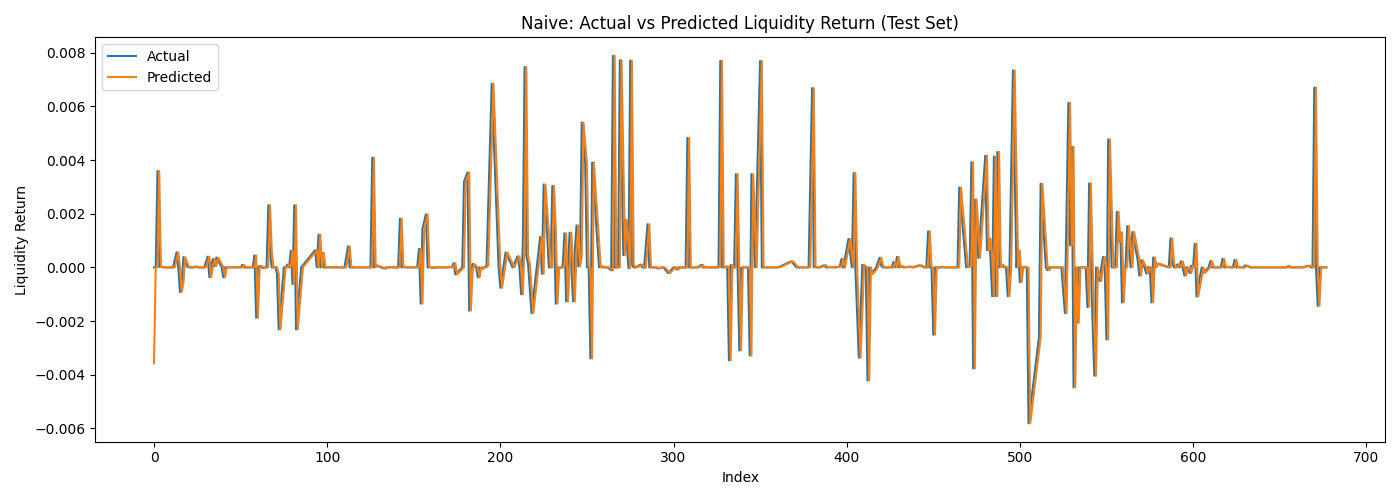 Naive: Actual vs Predicted Liquidity Return (Test Set)
Actual
Predicted
Liquidity Return
0.008
0.006
0.004
0.002
0.000
−0.002
−0.004
−0.006
0 100 200 300 400 500 600 700
Index